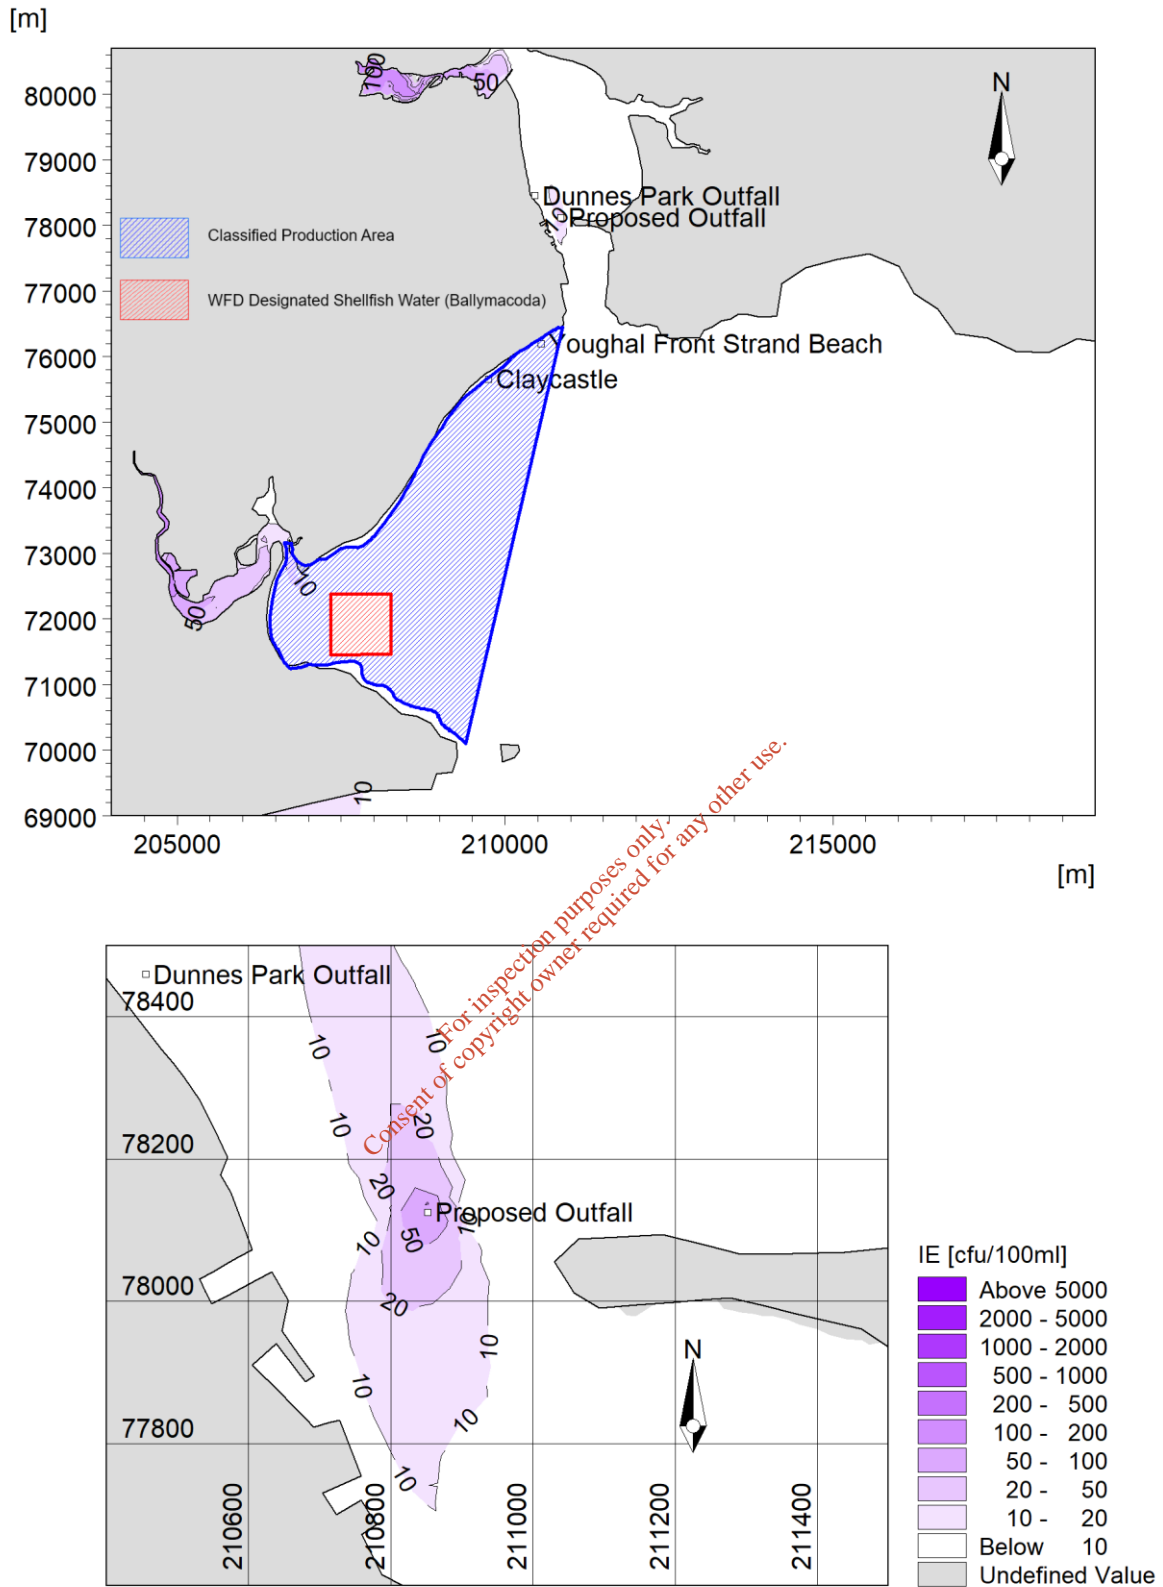 [m]
80000
79000
78000
77000
76000
75000
74000
73000
72000
71000
70000
69000
205000
210000
215000
[m]
N
100
50
Dunnes Park Outfall
10
Proposed Outfall
Classified Production Area
WFD Designated Shellfish Water (Ballymacoda)
Youghal Front Strand Beach
Claycastle
10
50
10
For inspection purposes only.
Consent of copyright owner required for any other use.
Dunnes Park Outfall
78400
10
10
10
20
78200
20
Proposed Outfall
10
50
10
78000
20
10
10
10
77800
10
N
210600
210800
211000
211200
211400
IE [cfu/100ml]
Above 5000
2000 - 5000
1000 - 2000
500 - 1000
200 - 500
100 - 200
50 - 100
20 - 50
10 - 20
Below 10
Undefined Value